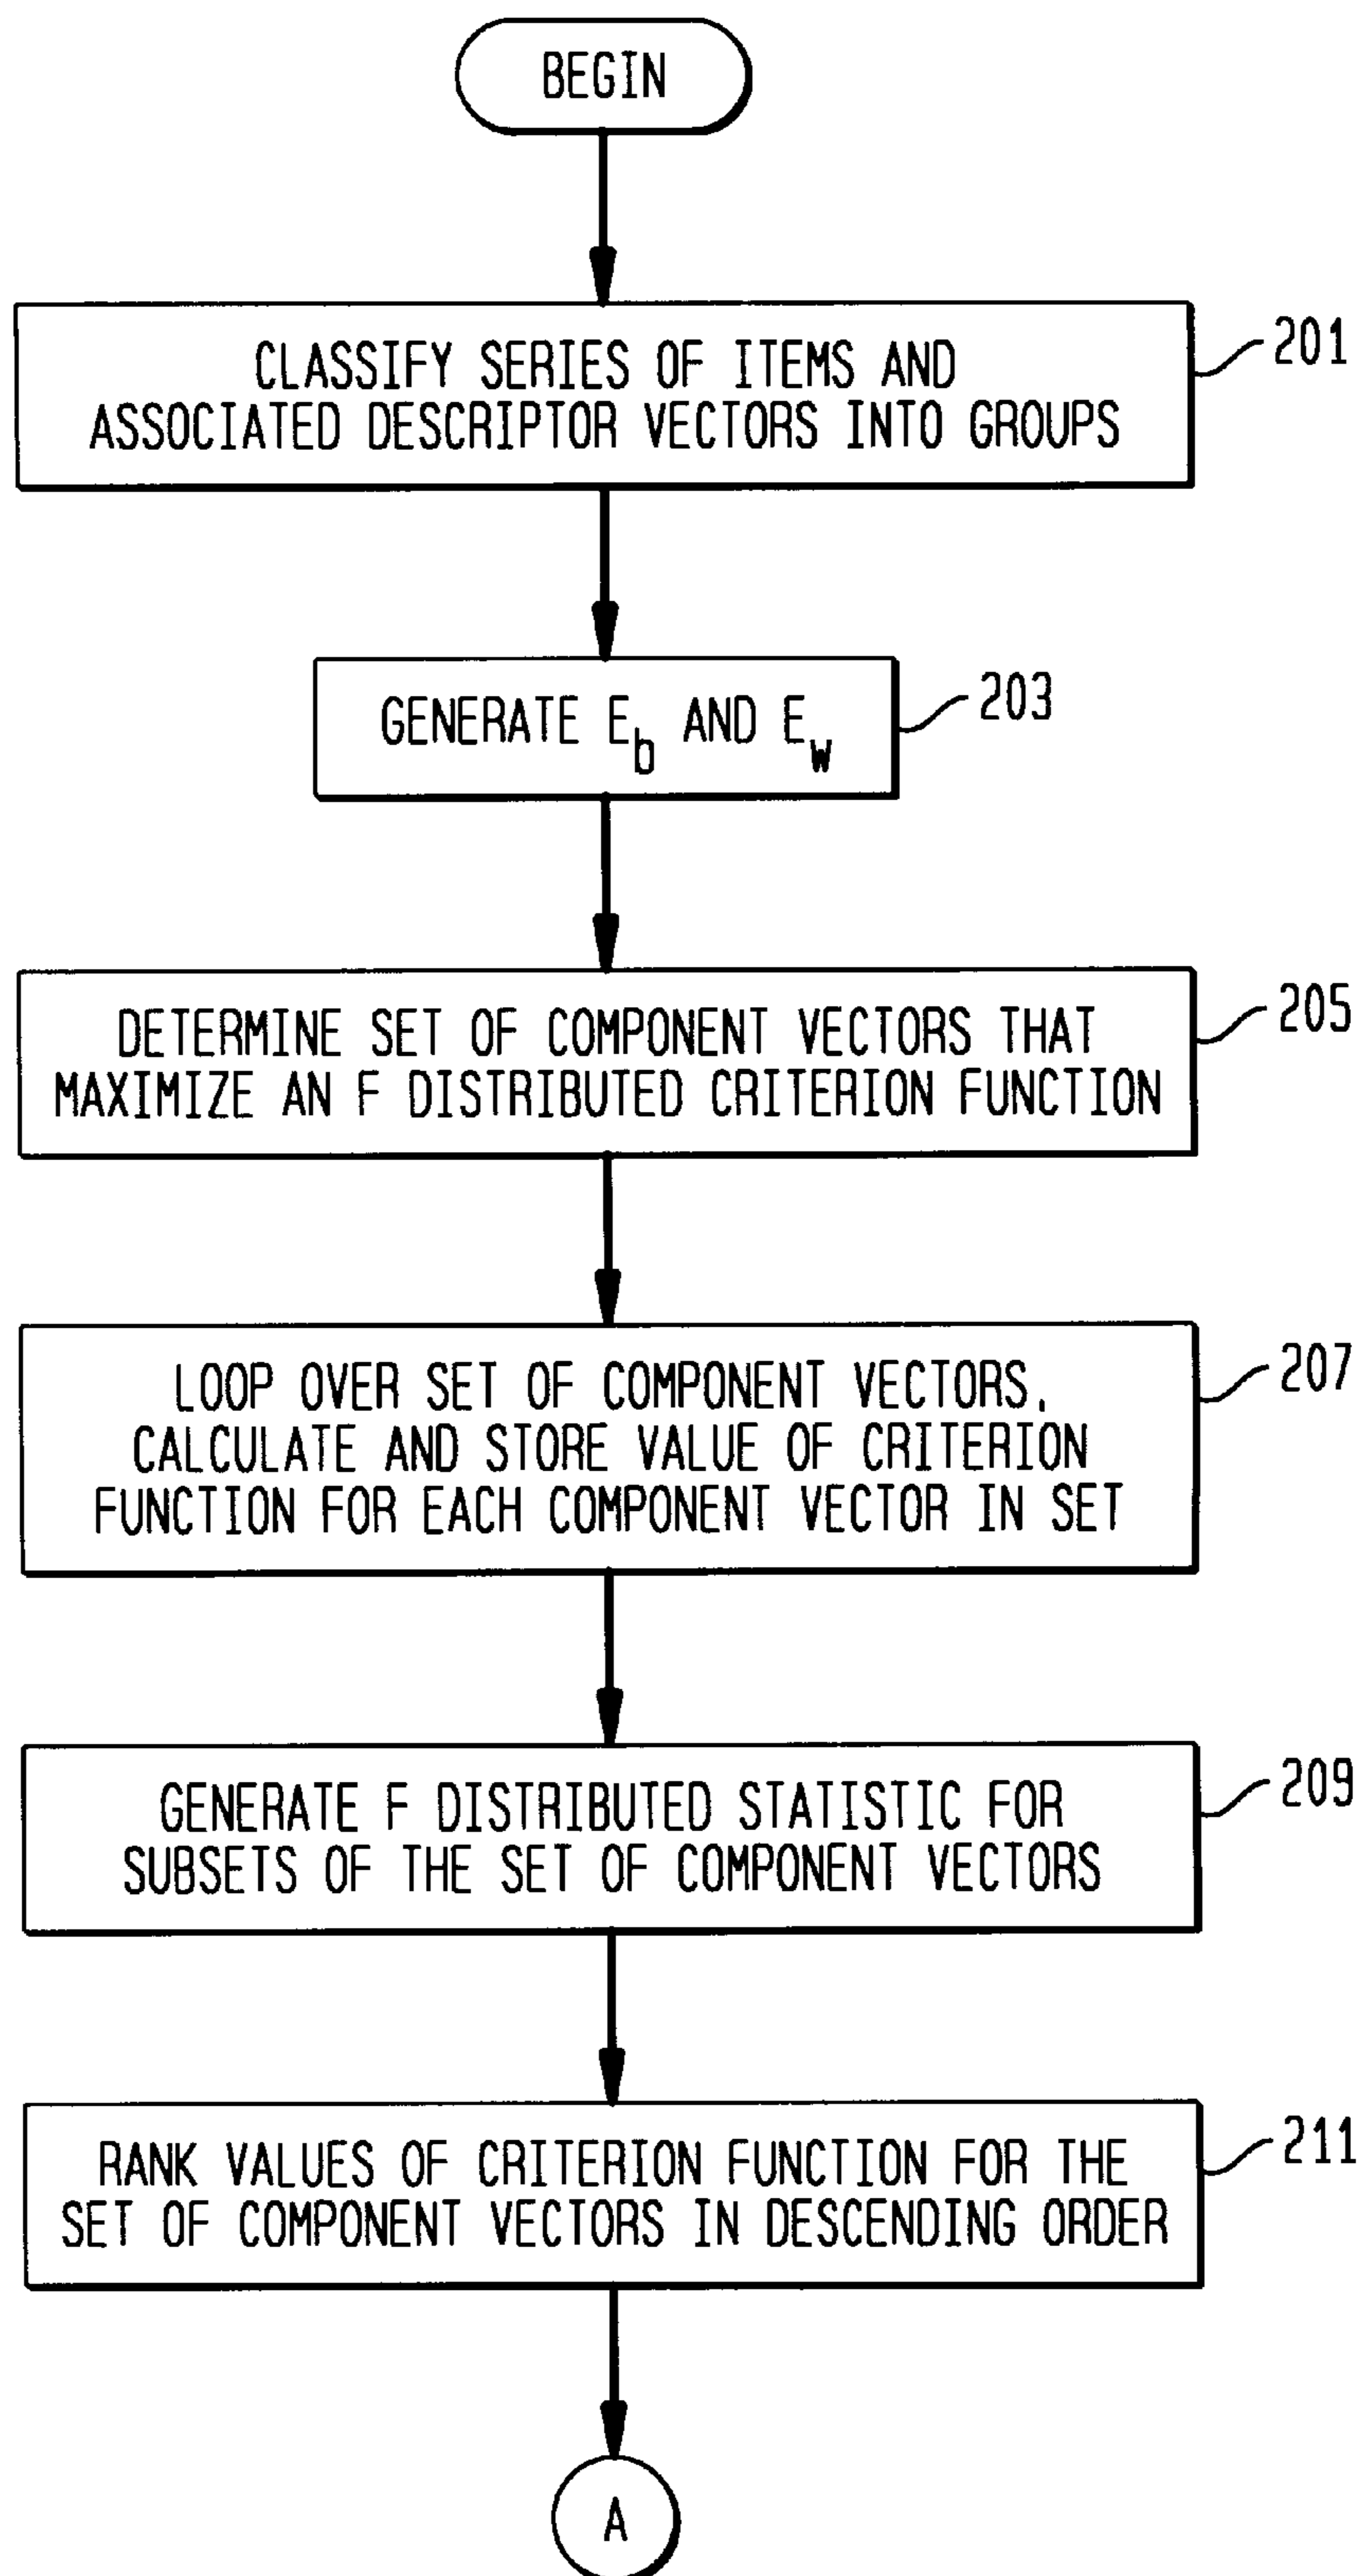 BEGIN
CLASSIFY SERIES OF ITEMS AND
ASSOCIATED DESCRIPTOR VECTORS INTO GROUPS
201
GENERATE E_b AND E_w
203
DETERMINE SET OF COMPONENT VECTORS THAT
MAXIMIZE AN F DISTRIBUTED CRITERION FUNCTION
205
LOOP OVER SET OF COMPONENT VECTORS,
CALCULATE AND STORE VALUE OF CRITERION
FUNCTION FOR EACH COMPONENT VECTOR IN SET
207
GENERATE F DISTRIBUTED STATISTIC FOR
SUBSETS OF THE SET OF COMPONENT VECTORS
209
RANK VALUES OF CRITERION FUNCTION FOR THE
SET OF COMPONENT VECTORS IN DESCENDING ORDER
211
A